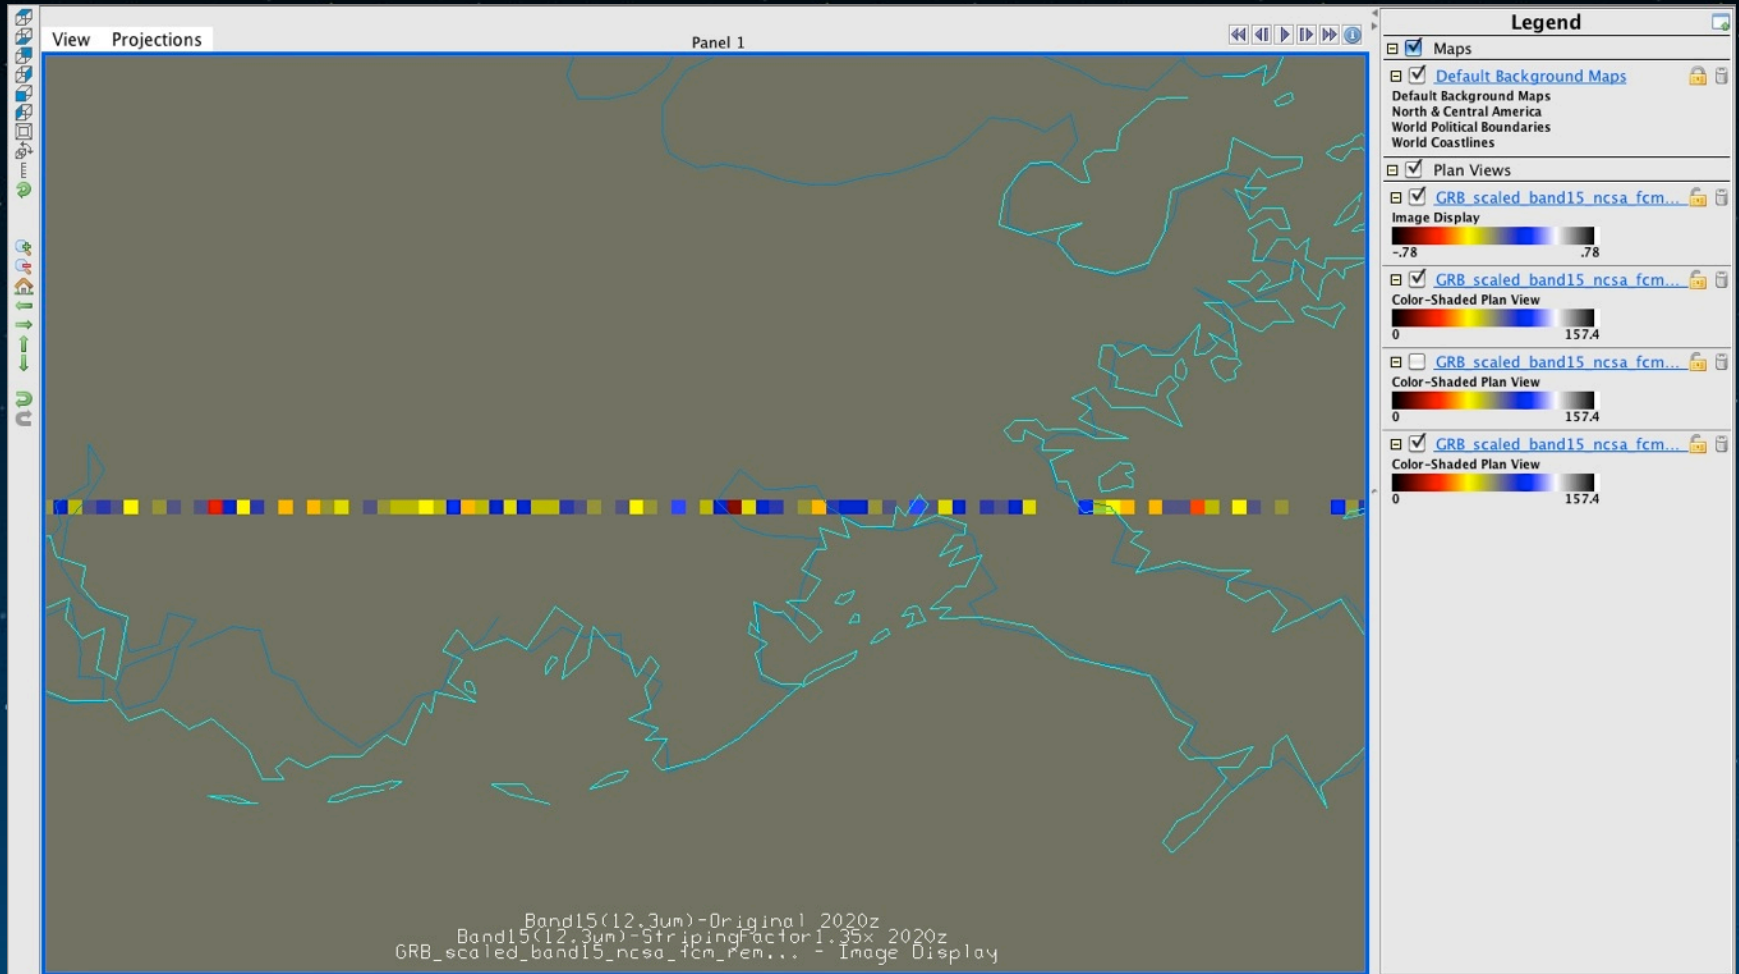 View Projections
Panel 1
Legend
Maps
Default Background Maps
Default Background Maps
North & Central America
World Political Boundaries
World Coastlines
Plan Views
GRB_scaled_band15_ncsa_fcm...
Image Display
-.78 .78
GRB_scaled_band15_ncsa_fcm...
Color-Shaded Plan View
0 157.4
GRB_scaled_band15_ncsa_fcm...
Color-Shaded Plan View
0 157.4
GRB_scaled_band15_ncsa_fcm...
Color-Shaded Plan View
0 157.4
Band15(12.3um)-Original 2020z
Band15(12.3um)-StripingFactor1.35x 2020z
GRB_scaled_band15_ncsa_fcm_rem... - Image Display